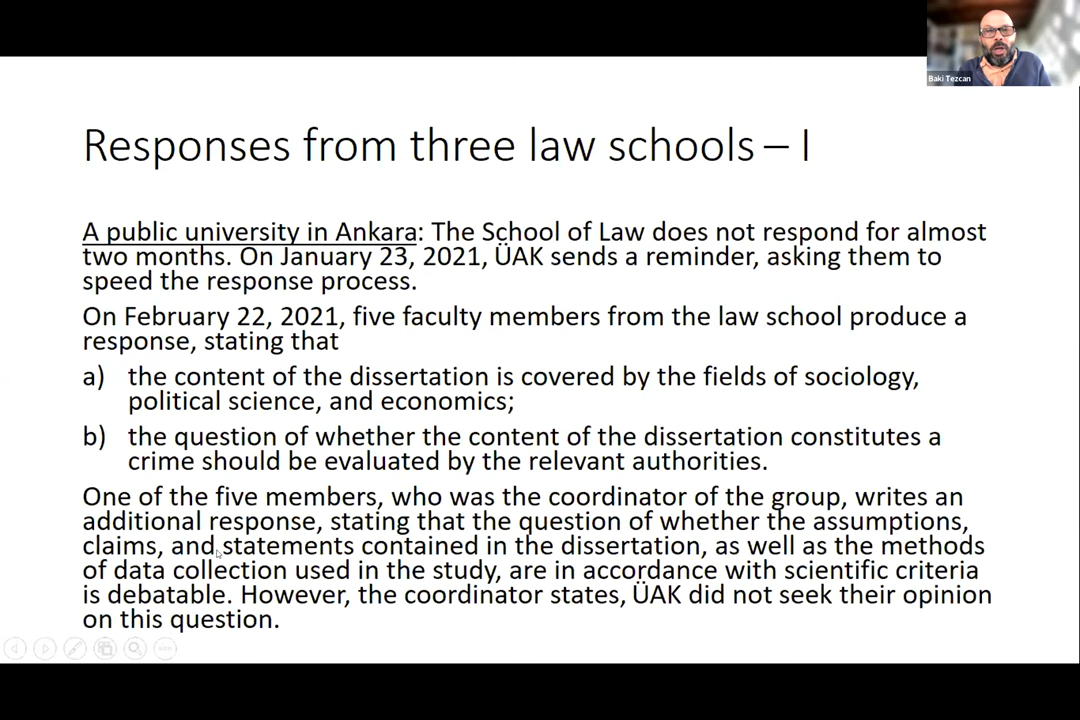 Baki Tezcan
Responses from three law schools – I
A public university in Ankara: The School of Law does not respond for almost
two months. On January 23, 2021, ÜAK sends a reminder, asking them to
speed the response process.
On February 22, 2021, five faculty members from the law school produce a
response, stating that
a) the content of the dissertation is covered by the fields of sociology,
political science, and economics;
b) the question of whether the content of the dissertation constitutes a
crime should be evaluated by the relevant authorities.
One of the five members, who was the coordinator of the group, writes an
additional response, stating that the question of whether the assumptions,
claims, and statements contained in the dissertation, as well as the methods
of data collection used in the study, are in accordance with scientific criteria
is debatable. However, the coordinator states, ÜAK did not seek their opinion
on this question.